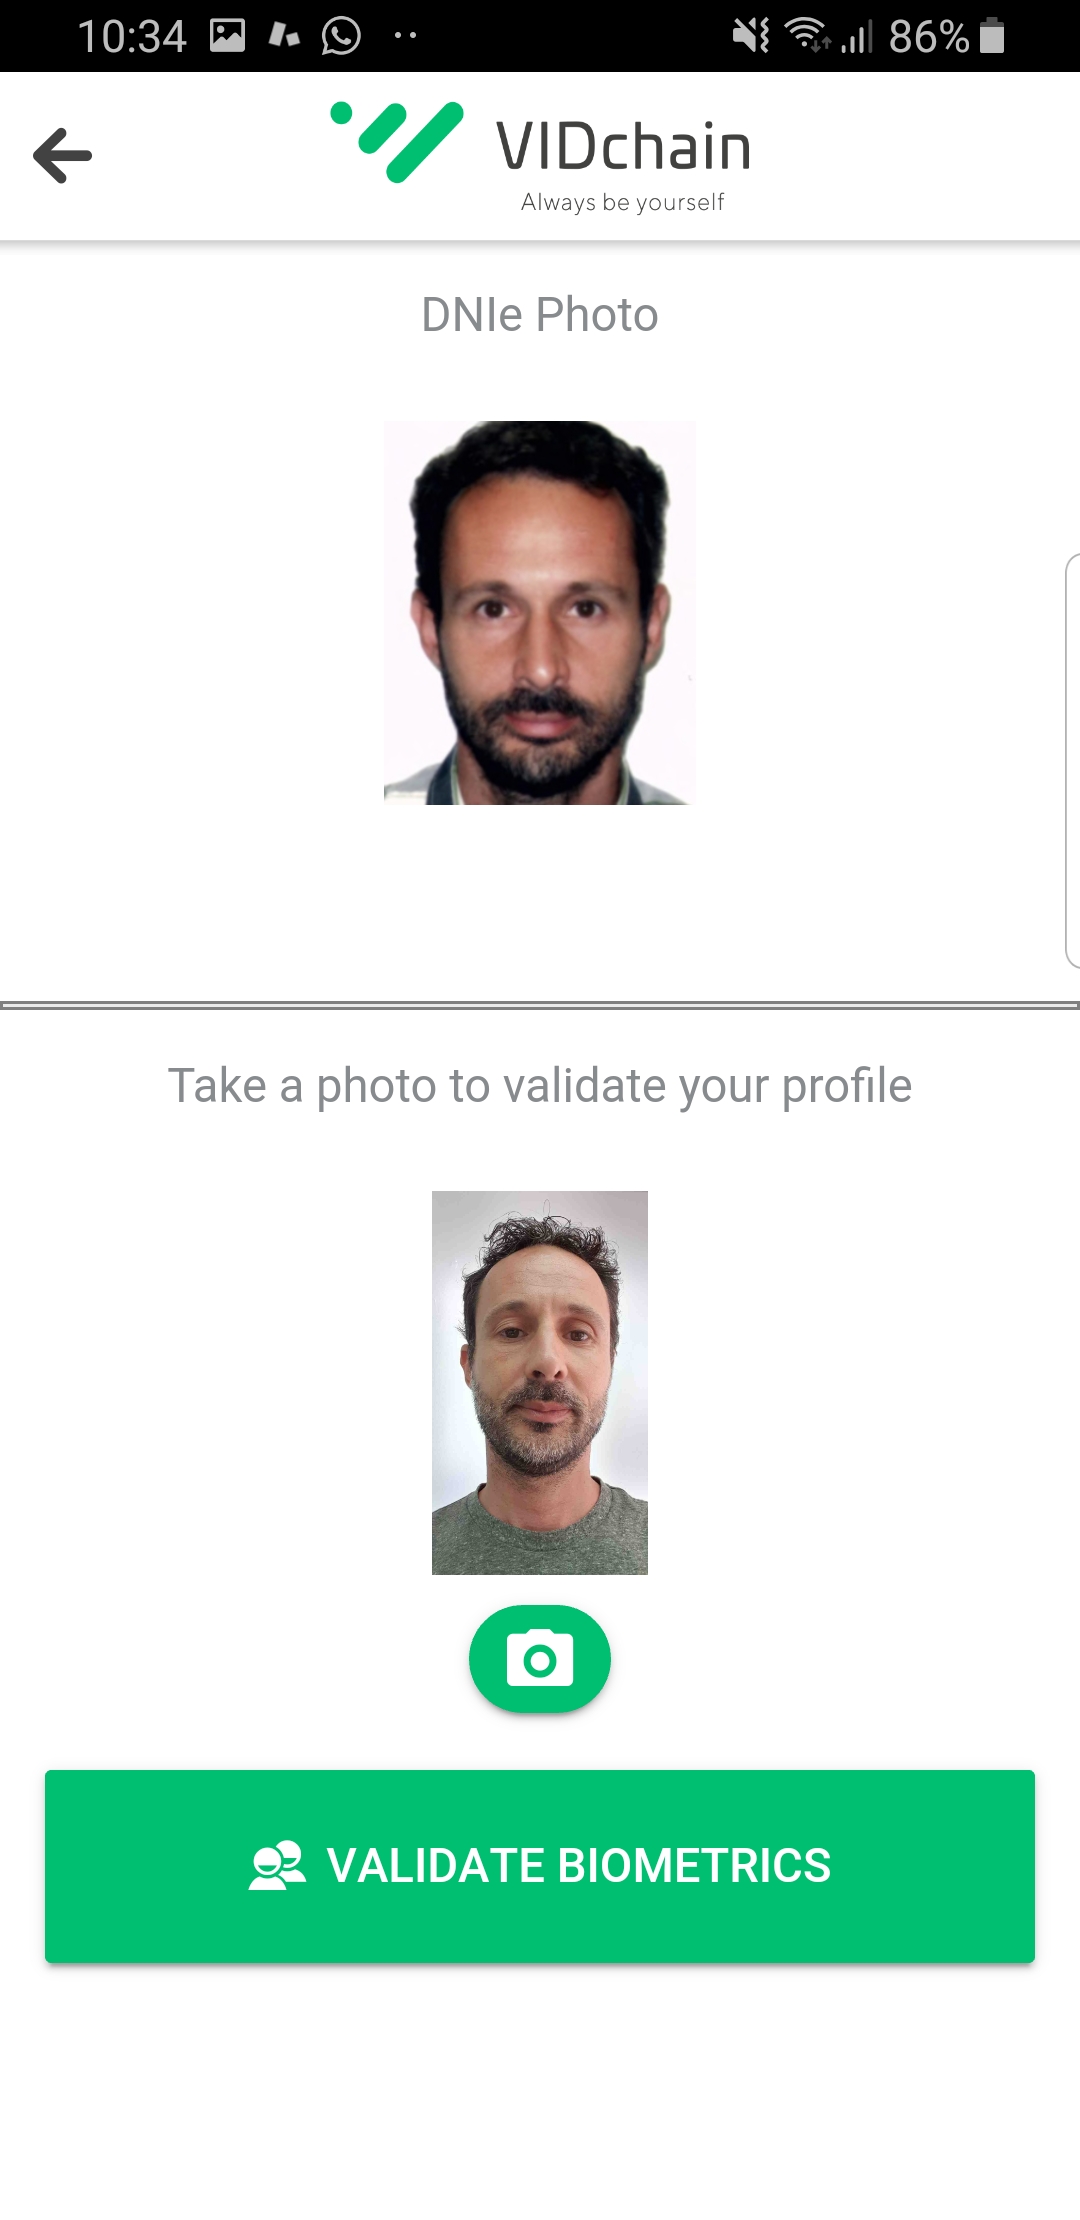 10:34
86%
VIDchain
Always be yourself
DNIe Photo
Take a photo to validate your profile
VALIDATE BIOMETRICS